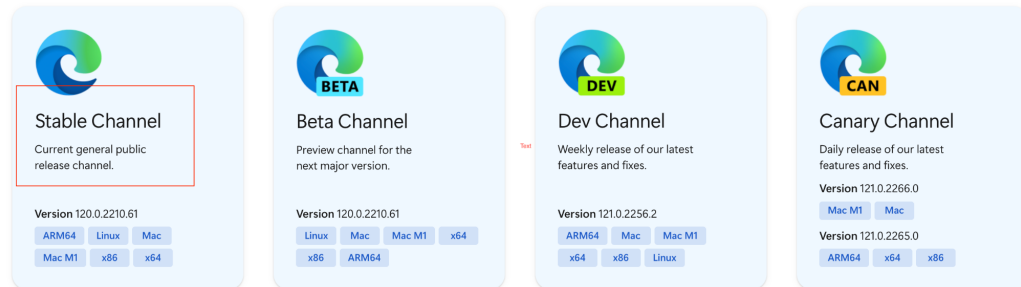 Stable Channel
Current general public
release channel.
Version 120.0.2210.61
ARM64 Linux Mac
Mac M1 x86 x64
BETA
Beta Channel
Preview channel for the
next major version.
Version 120.0.2210.61
Linux Mac Mac M1 x64
x86 ARM64
Test
DEV
Dev Channel
Weekly release of our latest
features and fixes.
Version 121.0.2256.2
ARM64 Mac Mac M1
x64 x86 Linux
CAN
Canary Channel
Daily release of our latest
features and fixes.
Version 121.0.2266.0
Mac M1 Mac
Version 121.0.2265.0
ARM64 x64 x86